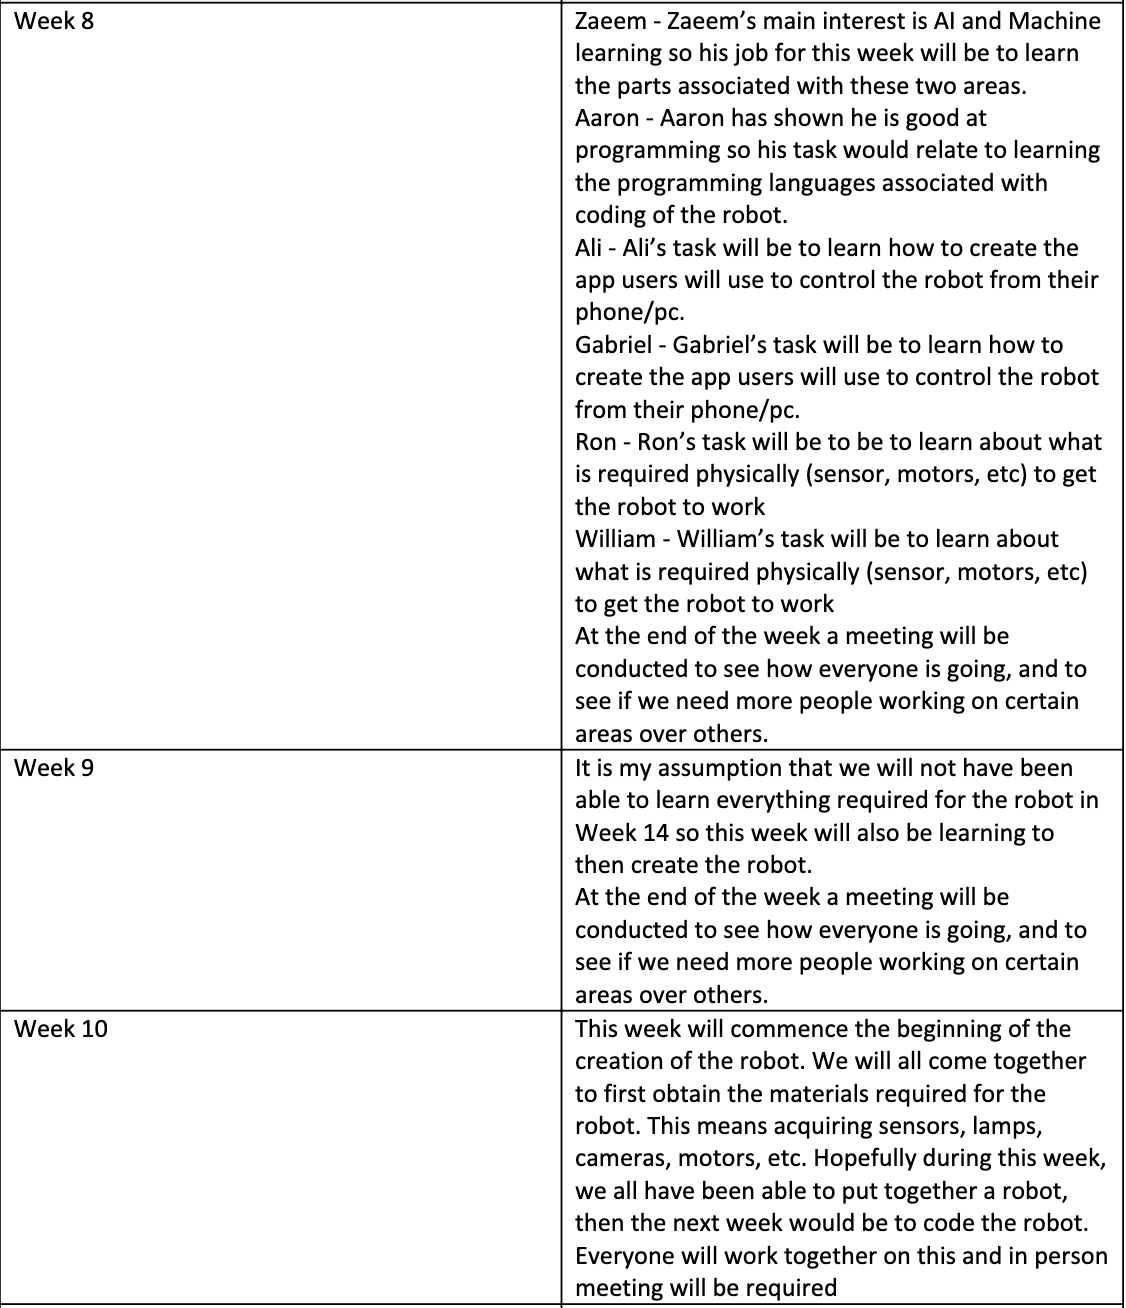 Week 8
Zaeem - Zaeem’s main interest is AI and Machine
learning so his job for this week will be to learn
the parts associated with these two areas.
Aaron - Aaron has shown he is good at
programming so his task would relate to learning
the programming languages associated with
coding of the robot.
Ali - Ali’s task will be to learn how to create the
app users will use to control the robot from their
phone/pc.
Gabriel - Gabriel’s task will be to learn how to
create the app users will use to control the robot
from their phone/pc.
Ron - Ron’s task will be to be to learn about what
is required physically (sensor, motors, etc) to get
the robot to work
William - William’s task will be to learn about
what is required physically (sensor, motors, etc)
to get the robot to work
At the end of the week a meeting will be
conducted to see how everyone is going, and to
see if we need more people working on certain
areas over others.
Week 9
It is my assumption that we will not have been
able to learn everything required for the robot in
Week 14 so this week will also be learning to
then create the robot.
At the end of the week a meeting will be
conducted to see how everyone is going, and to
see if we need more people working on certain
areas over others.
Week 10
This week will commence the beginning of the
creation of the robot. We will all come together
to first obtain the materials required for the
robot. This means acquiring sensors, lamps,
cameras, motors, etc. Hopefully during this week,
we all have been able to put together a robot,
then the next week would be to code the robot.
Everyone will work together on this and in person
meeting will be required